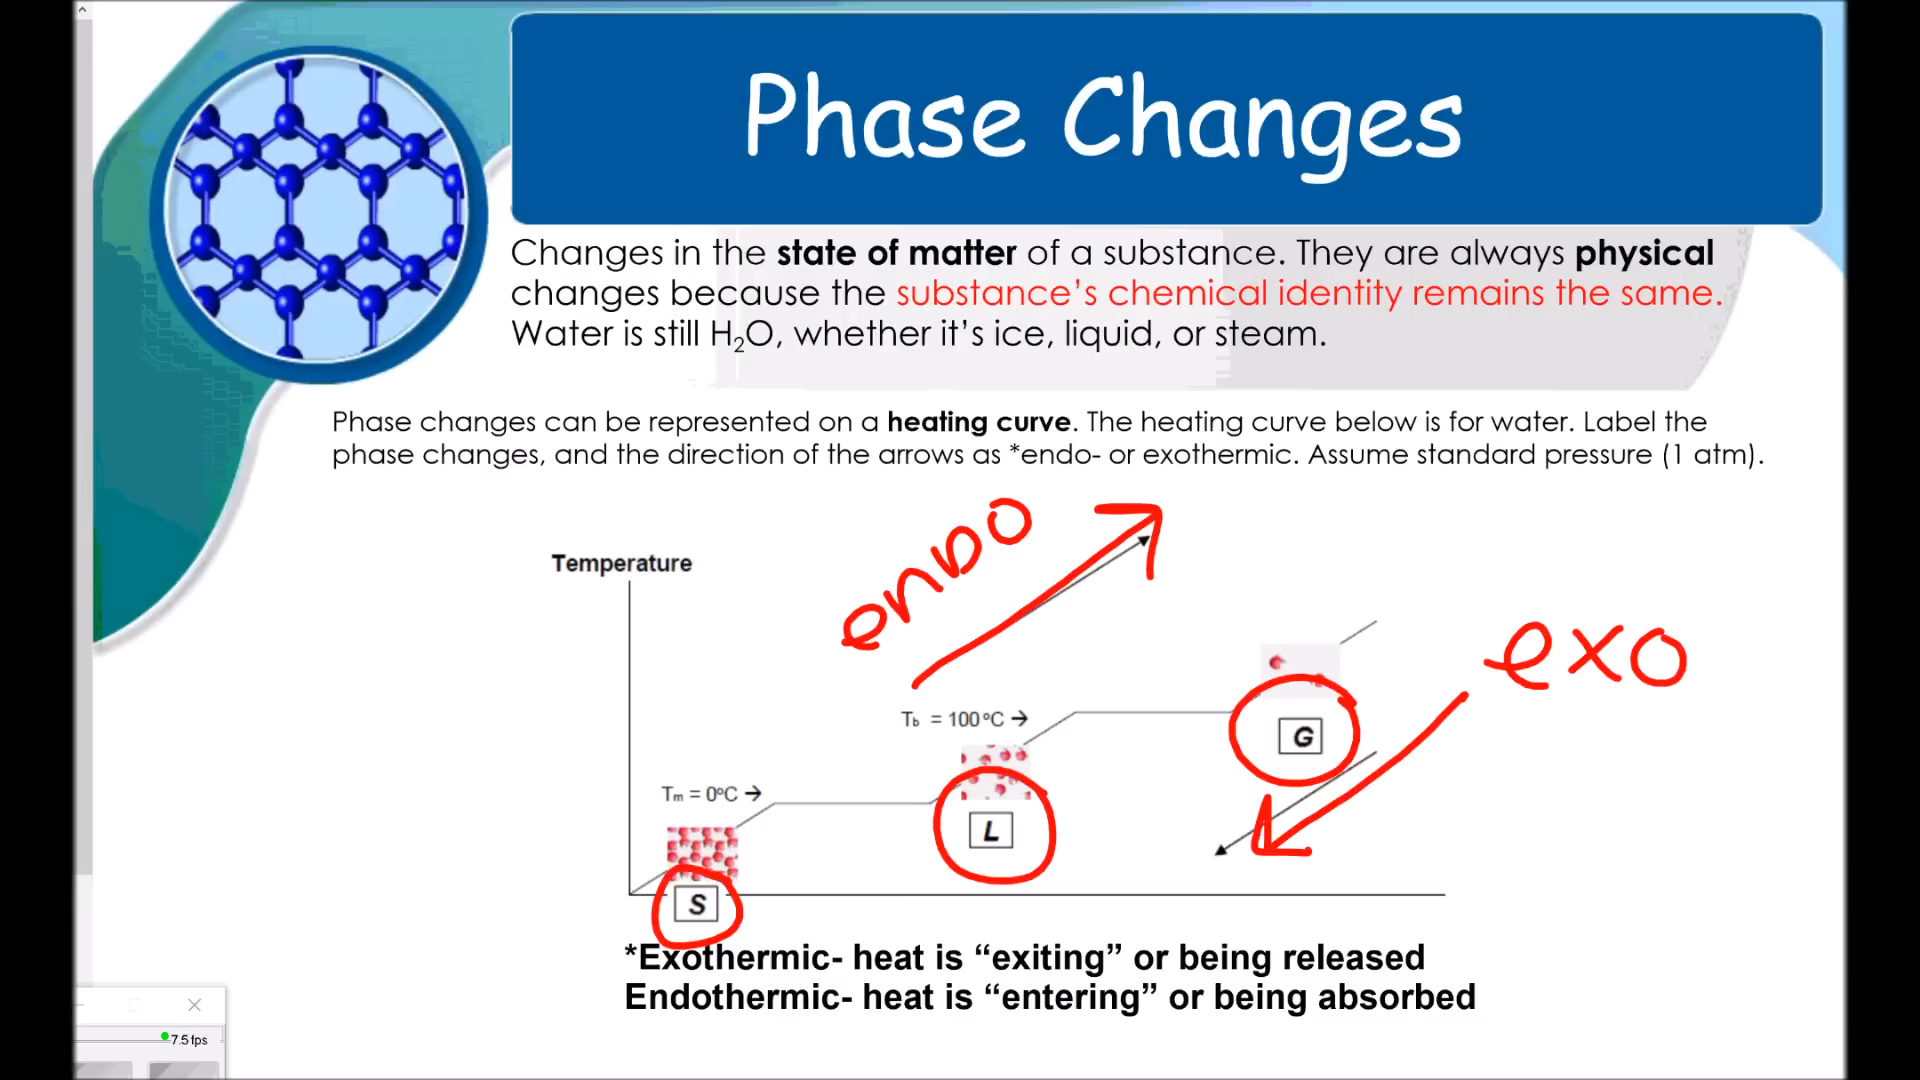 Phase Changes
Changes in the state of matter of a substance. They are always physical
changes because the substance’s chemical identity remains the same.
Water is still H₂O, whether it’s ice, liquid, or steam.
Phase changes can be represented on a heating curve. The heating curve below is for water. Label the
phase changes, and the direction of the arrows as *endo- or exothermic. Assume standard pressure (1 atm).
endo
Temperature
exo
Tb = 100°C →
G
Tm = 0°C →
L
S
*Exothermic- heat is “exiting” or being released
Endothermic- heat is “entering” or being absorbed
7.5 fps